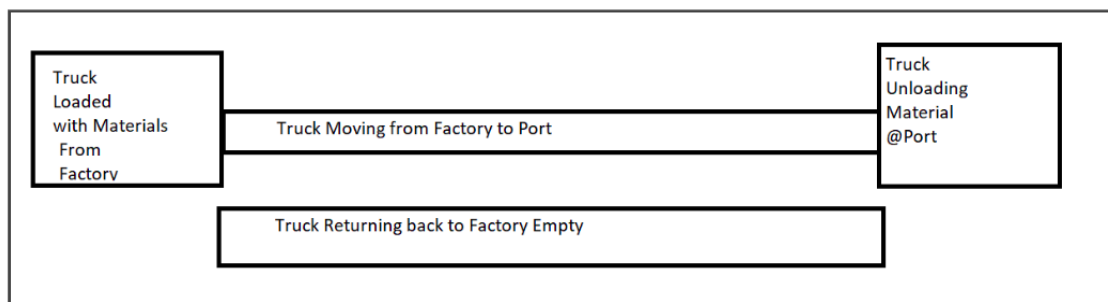 Truck
Loaded
with Materials
From
Factory
Truck Moving from Factory to Port
Truck
Unloading
Material
@Port
Truck Returning back to Factory Empty